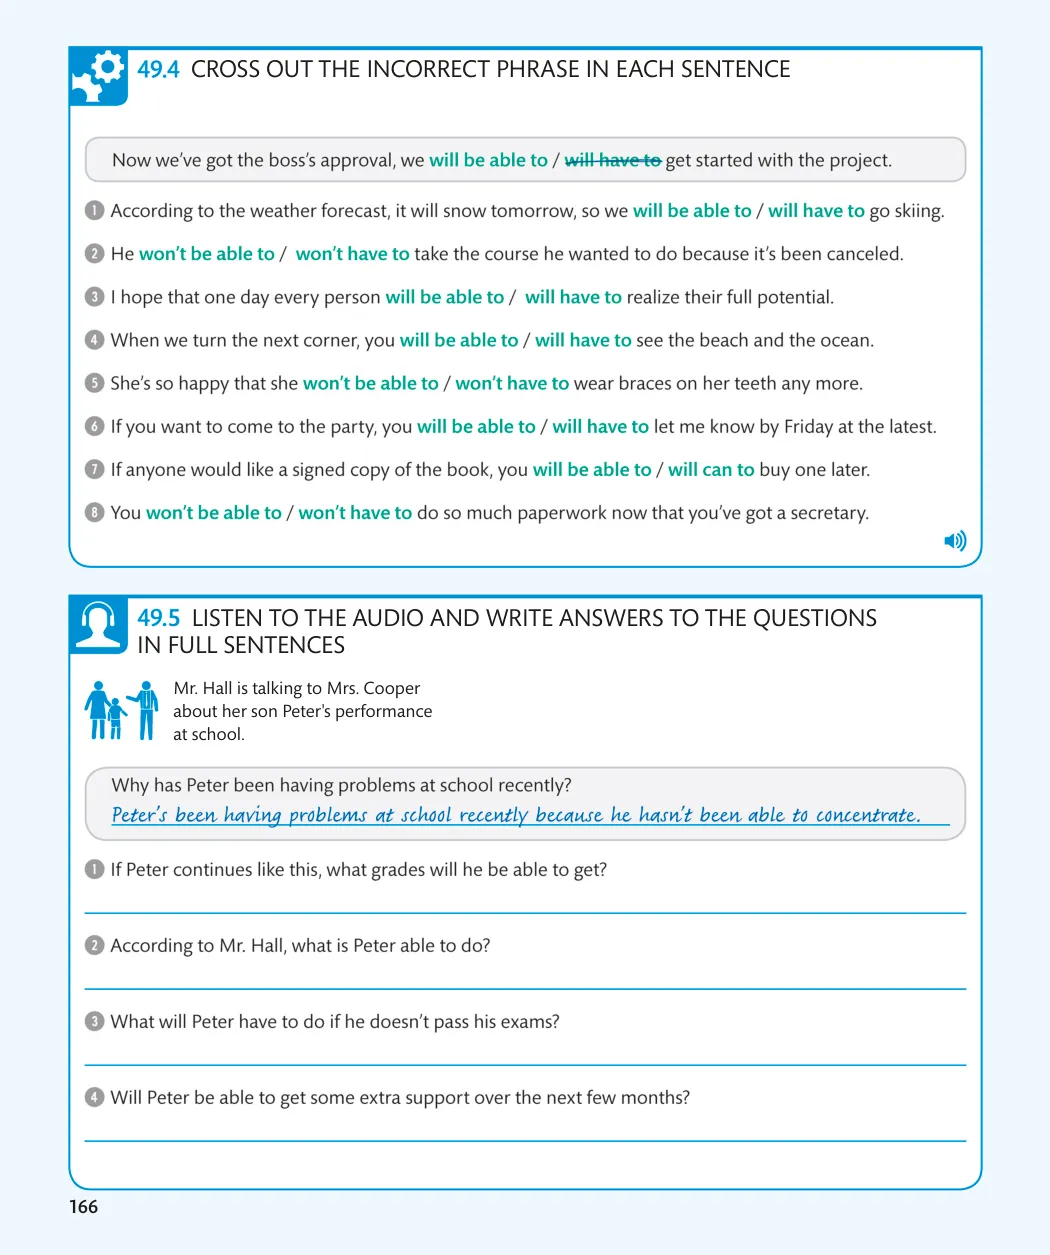 49.4 CROSS OUT THE INCORRECT PHRASE IN EACH SENTENCE
Now we've got the boss's approval, we will be able to / will have to get started with the project.
1 According to the weather forecast, it will snow tomorrow, so we will be able to / will have to go skiing.
2 He won't be able to / won't have to take the course he wanted to do because it's been canceled.
3 I hope that one day every person will be able to / will have to realize their full potential.
4 When we turn the next corner, you will be able to / will have to see the beach and the ocean.
5 She's so happy that she won't be able to / won't have to wear braces on her teeth any more.
6 If you want to come to the party, you will be able to / will have to let me know by Friday at the latest.
7 If anyone would like a signed copy of the book, you will be able to / will can to buy one later.
8 You won't be able to / won't have to do so much paperwork now that you've got a secretary.
49.5 LISTEN TO THE AUDIO AND WRITE ANSWERS TO THE QUESTIONS
IN FULL SENTENCES
Mr. Hall is talking to Mrs. Cooper
about her son Peter's performance
at school.
Why has Peter been having problems at school recently?
Peter's been having problems at school recently because he hasn't been able to concentrate.
1 If Peter continues like this, what grades will he be able to get?
2 According to Mr. Hall, what is Peter able to do?
3 What will Peter have to do if he doesn't pass his exams?
4 Will Peter be able to get some extra support over the next few months?
166